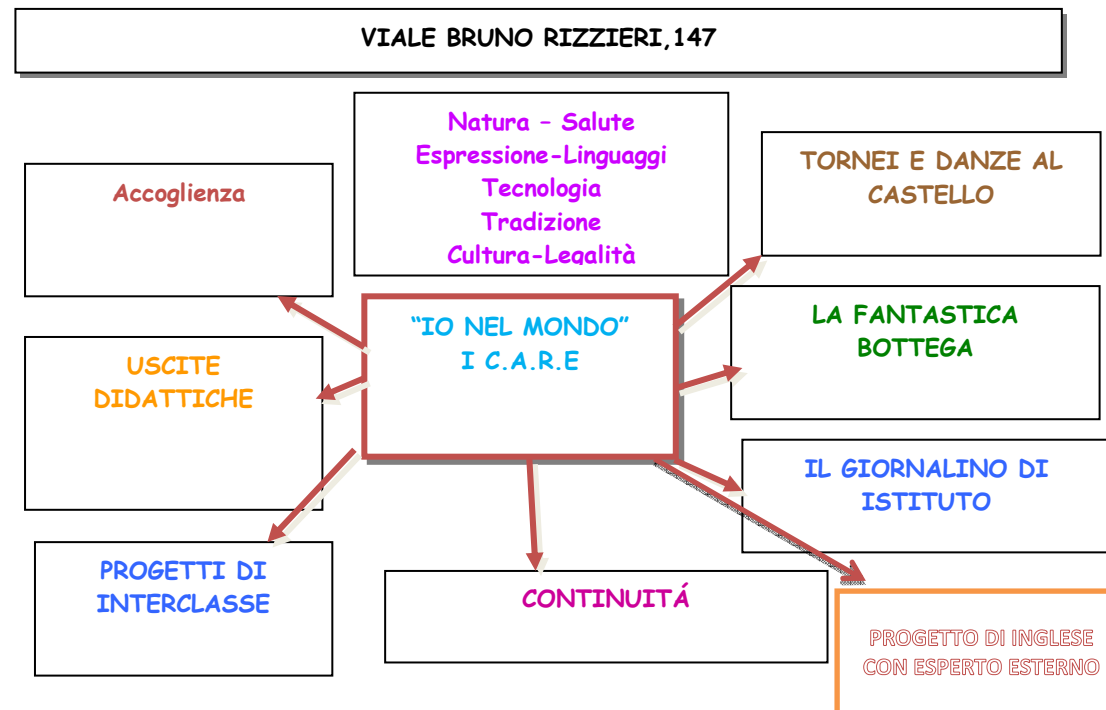 VIALE BRUNO RIZZIERI,147
Natura – Salute
Espressione-Linguaggi
Tecnologia
Tradizione
Cultura-Legalità
Accoglienza
TORNEI E DANZE AL
CASTELLO
"IO NEL MONDO"
I C.A.R.E
LA FANTASTICA
BOTTEGA
USCITE
DIDATTICHE
IL GIORNALINO DI
ISTITUTO
PROGETTI DI
INTERCLASSE
CONTINUITÁ
PROGETTO DI INGLESE
CON ESPERTO ESTERNO